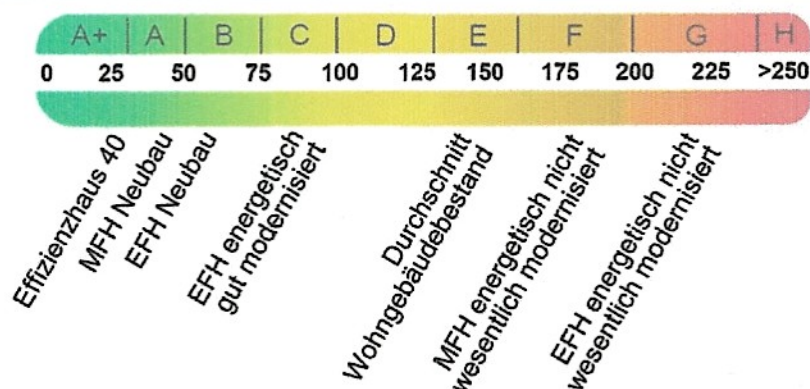 A+ A B C D E F G H
0 25 50 75 100 125 150 175 200 225 >250
Effizienzhaus 40
MFH Neubau
EFH Neubau
EFH energetisch
gut modernisiert
Durchschnitt
Wohngebäudebestand
MFH energetisch nicht
wesentlich modernisiert
EFH energetisch nicht
wesentlich modernisiert